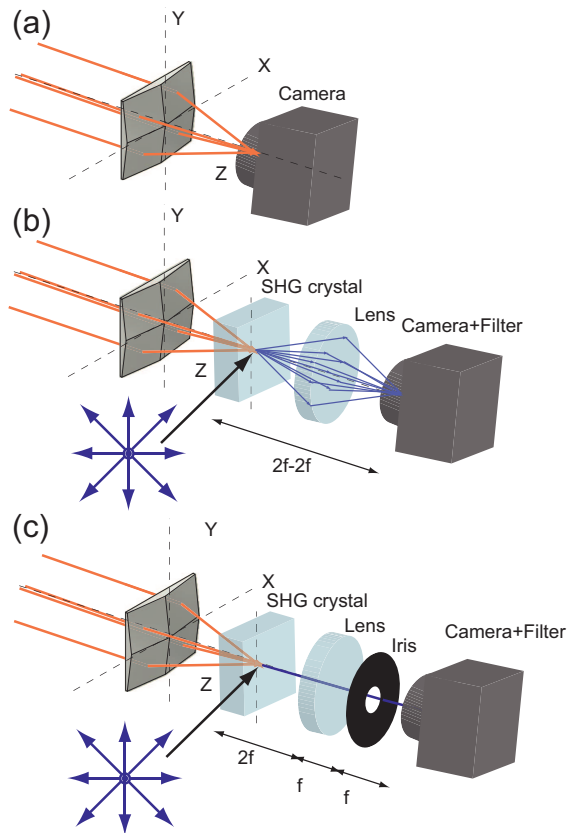 (a)
Y
X
Camera
Z
(b)
Y
X
SHG crystal
Lens
Camera+Filter
Z
2f-2f
(c)
Y
X
SHG crystal
Lens
Iris
Camera+Filter
Z
2f
f
f